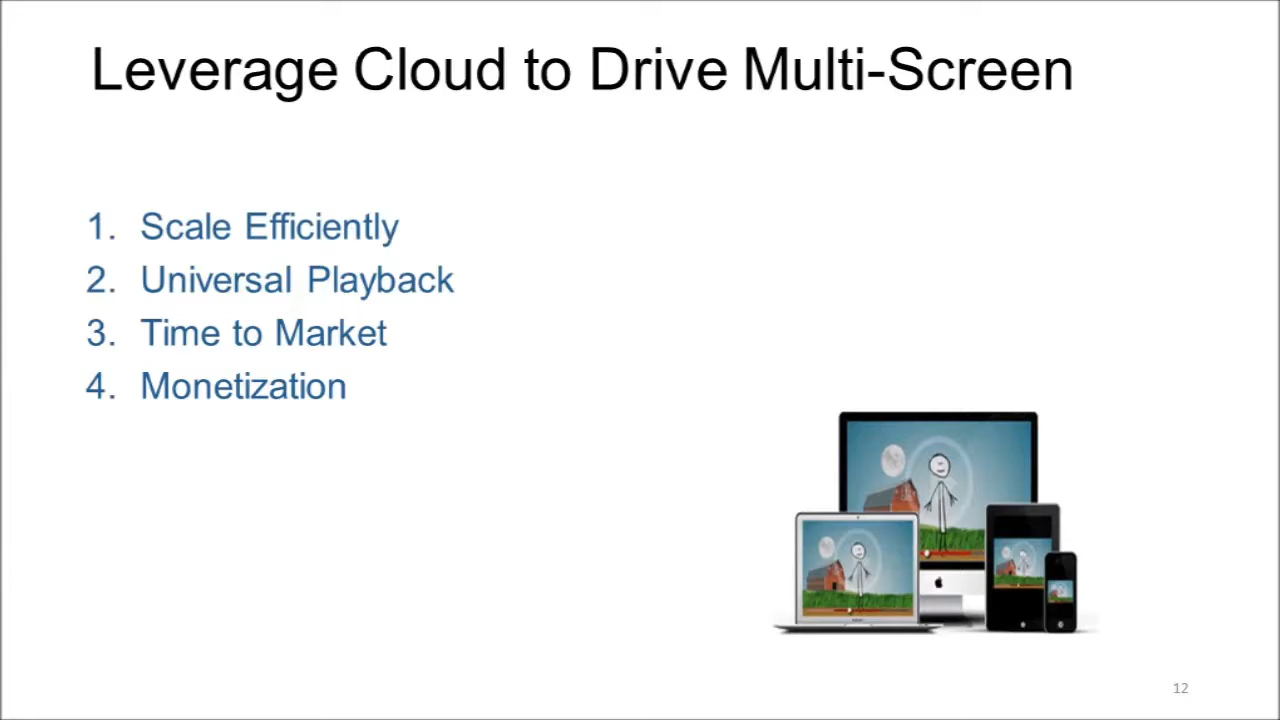 Leverage Cloud to Drive Multi-Screen
1. Scale Efficiently
2. Universal Playback
3. Time to Market
4. Monetization
12